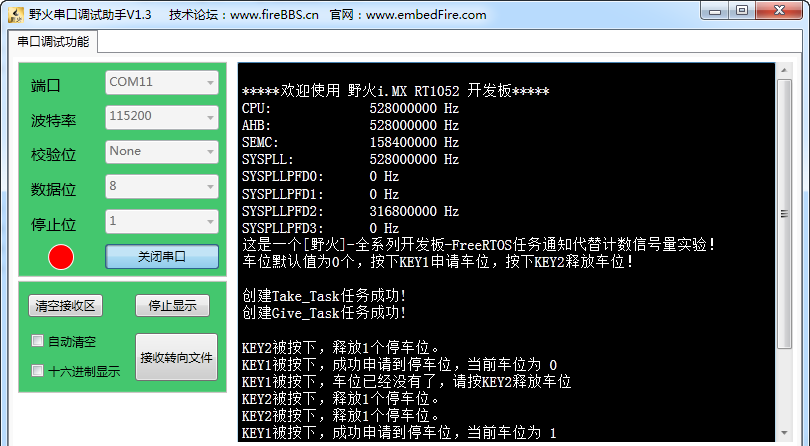 野火串口调试助手V1.3 技术论坛：www.fireBBS.cn 官网：www.embedFire.com
串口调试功能
端口 COM11
波特率 115200
校验位 None
数据位 8
停止位 1
关闭串口
清空接收区 停止显示
自动清空
十六进制显示
接收转向文件
*****欢迎使用 野火i.MX RT1052 开发板*****
CPU: 528000000 Hz
AHB: 528000000 Hz
SEMC: 158400000 Hz
SYSPLL: 528000000 Hz
SYSPLLPFD0: 0 Hz
SYSPLLPFD1: 0 Hz
SYSPLLPFD2: 316800000 Hz
SYSPLLPFD3: 0 Hz
这是一个[野火]-全系列开发板-FreeRTOS任务通知代替计数信号量实验！
车位默认值为0个，按下KEY1申请车位，按下KEY2释放车位！
创建Take_Task任务成功!
创建Give_Task任务成功!
KEY2被按下，释放1个停车位。
KEY1被按下，成功申请到停车位，当前车位为 0
KEY1被按下，车位已经没有了，请按KEY2释放车位
KEY2被按下，释放1个停车位。
KEY2被按下，释放1个停车位。
KEY1被按下，成功申请到停车位，当前车位为 1